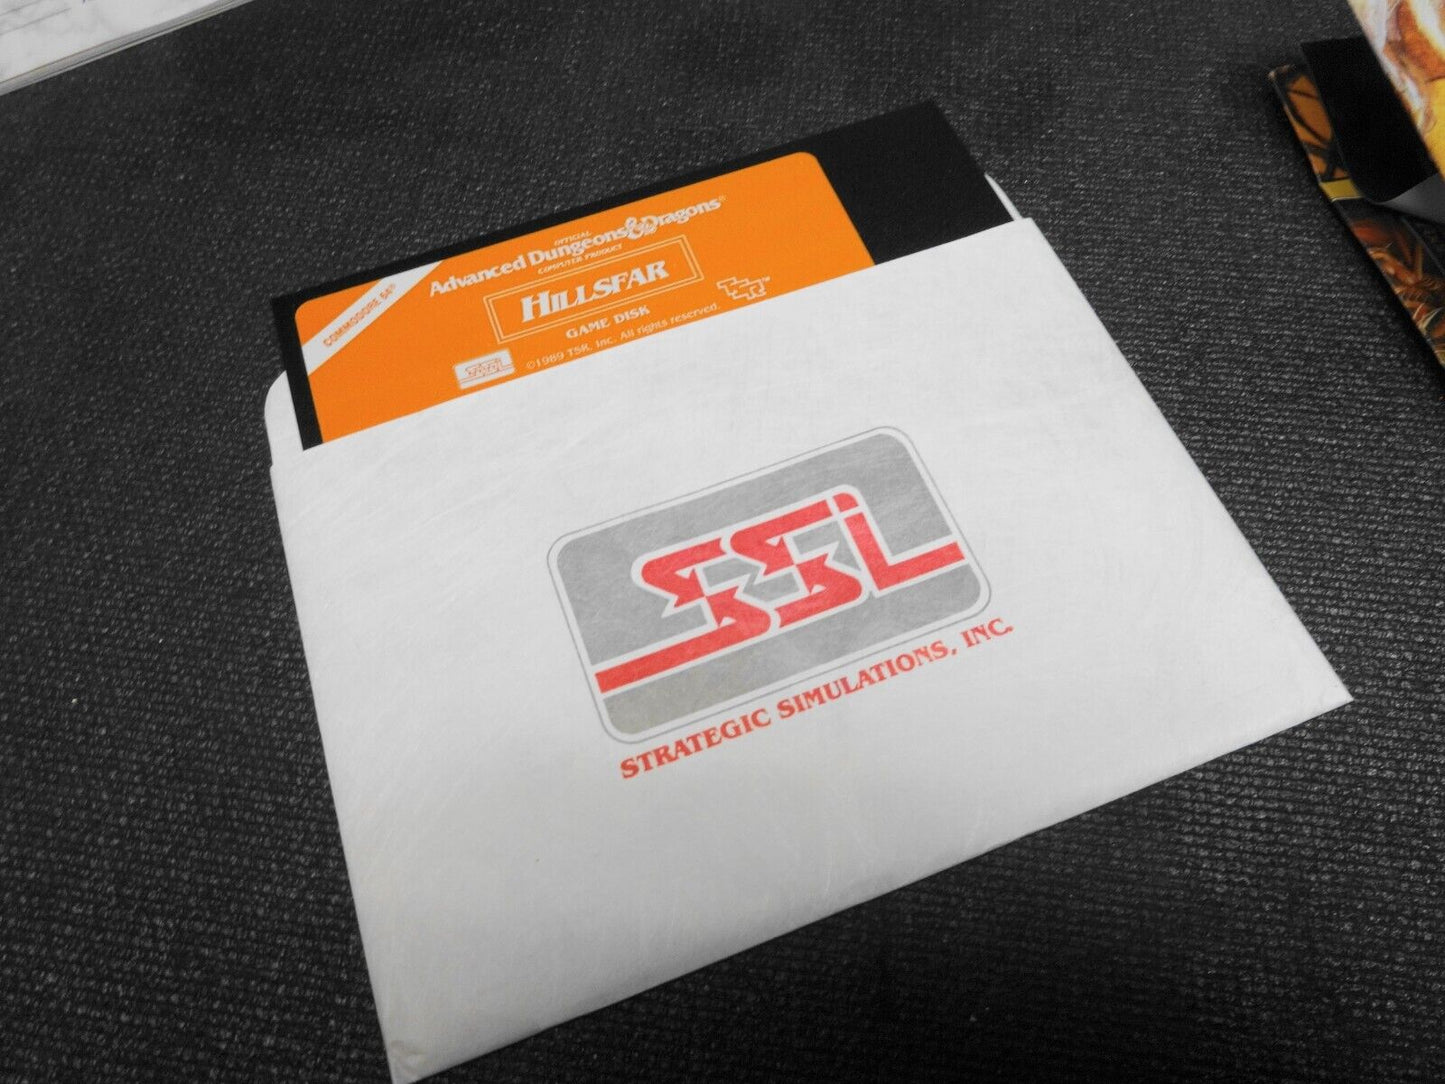 COMMODORE 64®
OFFICIAL
Advanced Dungeons & Dragons®
COMPUTER PRODUCT
HILLSFAR
GAME DISK
TSR™
SSI
©1989 TSR, Inc. All rights reserved.
SSI
STRATEGIC SIMULATIONS, INC.